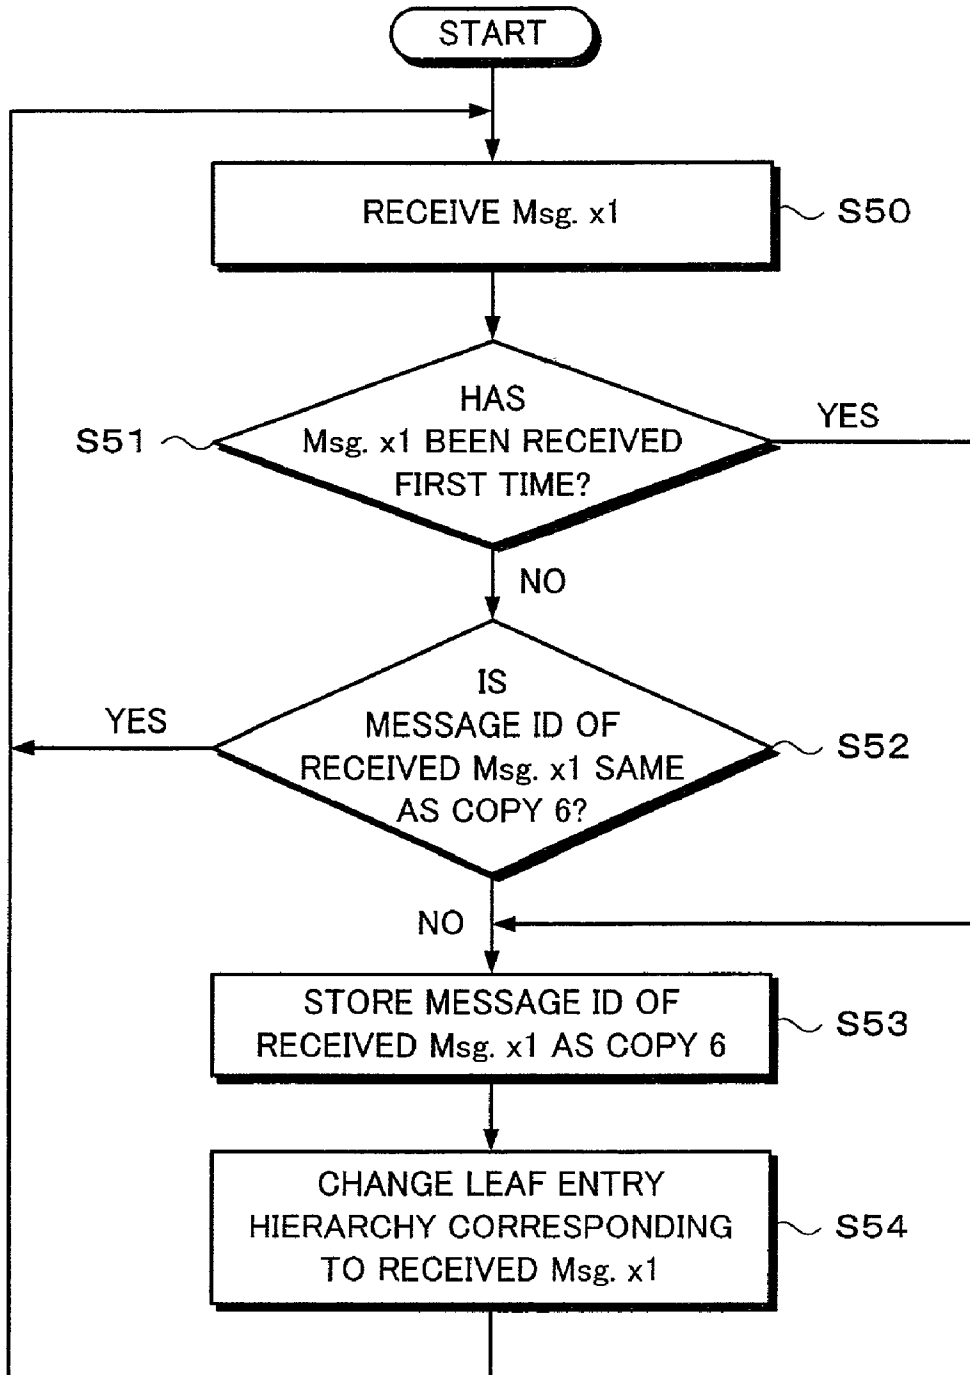 START
RECEIVE Msg. x1
S50
HAS
Msg. x1 BEEN RECEIVED
FIRST TIME?
S51
YES
NO
IS
MESSAGE ID OF
RECEIVED Msg. x1 SAME
AS COPY 6?
YES
S52
NO
STORE MESSAGE ID OF
RECEIVED Msg. x1 AS COPY 6
S53
CHANGE LEAF ENTRY
HIERARCHY CORRESPONDING
TO RECEIVED Msg. x1
S54